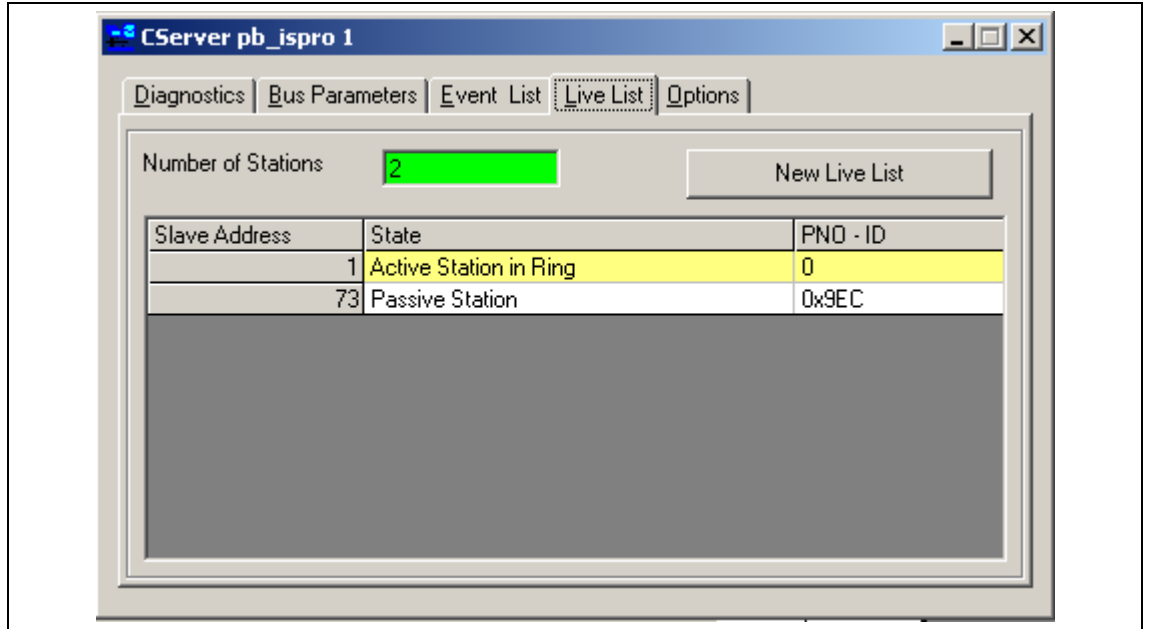 CServer pb_ispro 1
Diagnostics Bus Parameters Event List Live List Options
Number of Stations 2 New Live List
Slave Address State PNO - ID
1 Active Station in Ring 0
73 Passive Station 0x9EC